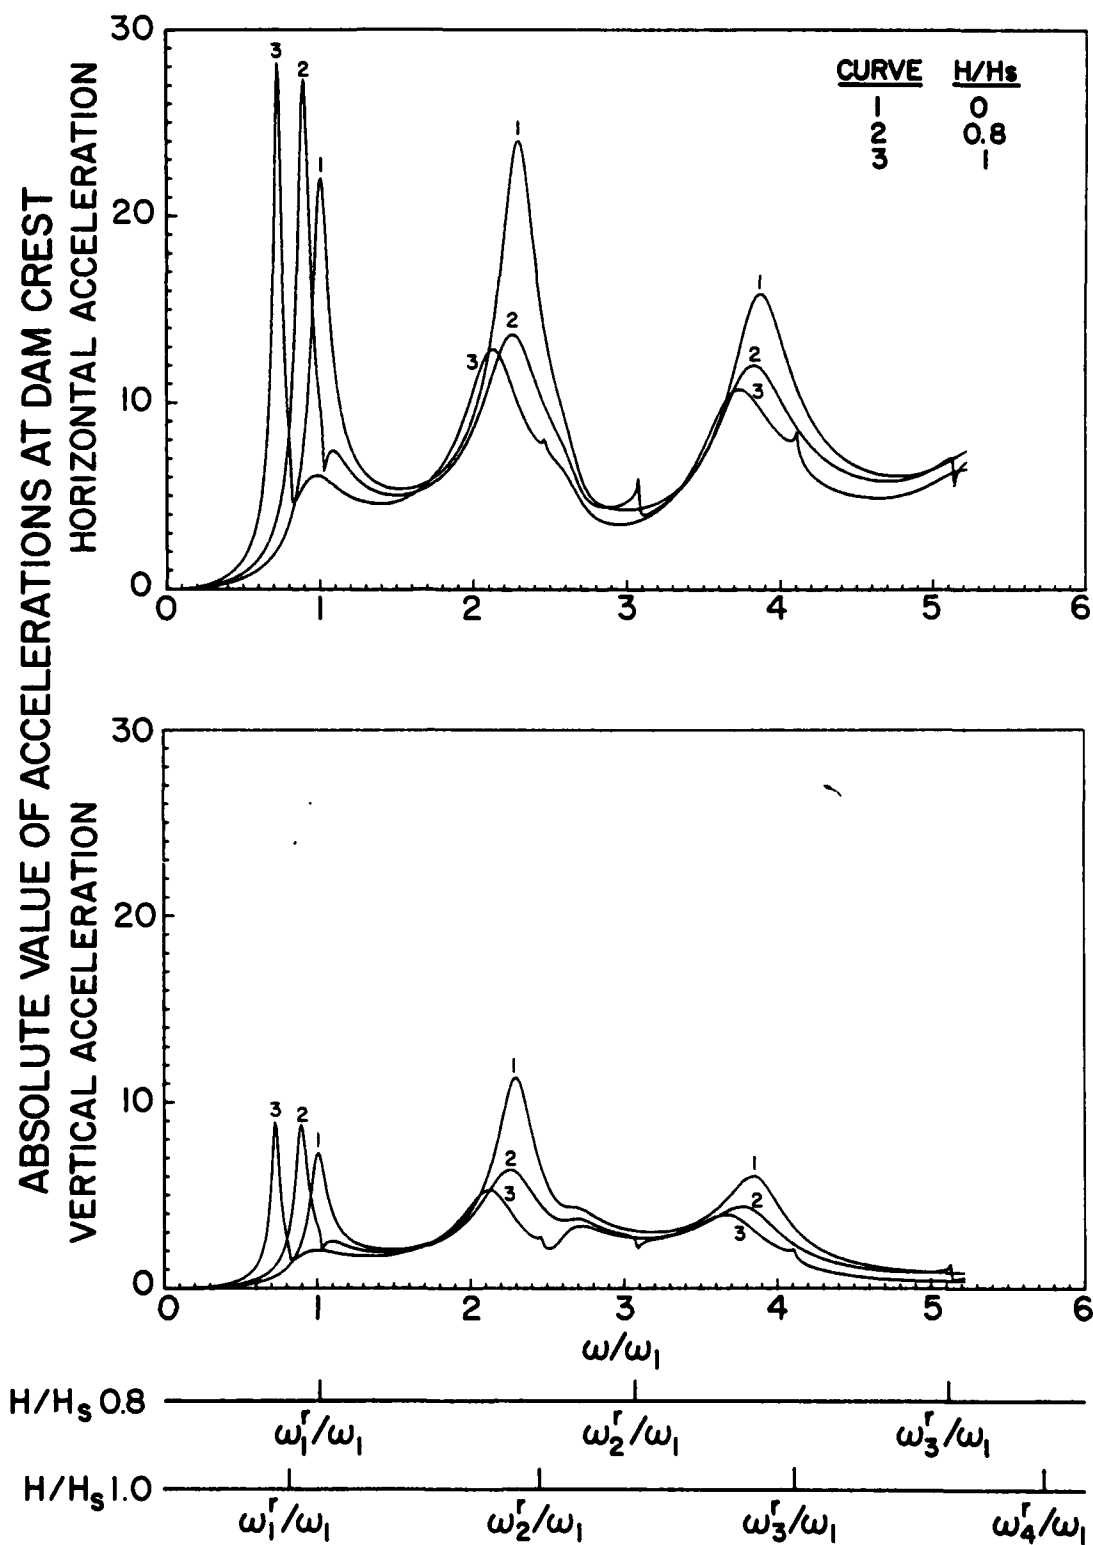 ABSOLUTE VALUE OF ACCELERATIONS AT DAM CREST
HORIZONTAL ACCELERATION
30
20
10
0
3
2
1
1
2
3
1
2
3
CURVE H/Hs
1 0
2 0.8
3 1
0 1 2 3 4 5 6
VERTICAL ACCELERATION
30
20
10
0
3
2
1
1
2
3
1
2
3
0 1 2 3 4 5 6
ω/ω₁
H/Hs 0.8
ω₁ʳ/ω₁ ω₂ʳ/ω₁ ω₃ʳ/ω₁
H/Hs 1.0
ω₁ʳ/ω₁ ω₂ʳ/ω₁ ω₃ʳ/ω₁ ω₄ʳ/ω₁